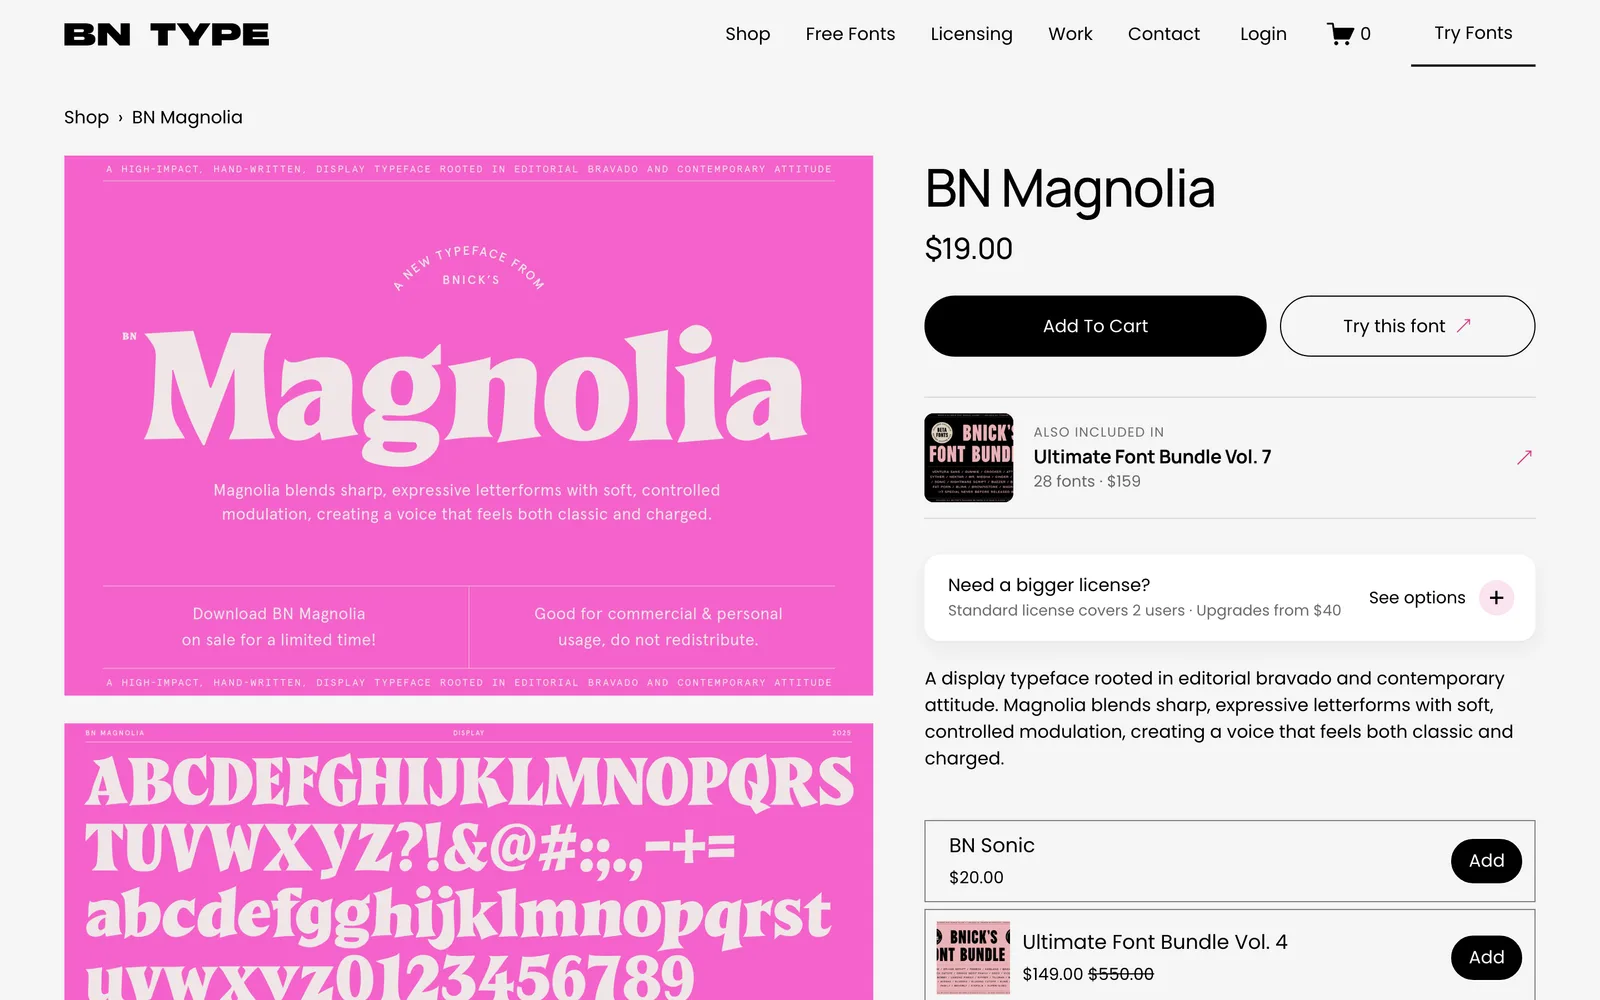 BN TYPE
Shop
Free Fonts
Licensing
Work
Contact
Login
0
Try Fonts
Shop › BN Magnolia
A HIGH-IMPACT, HAND-WRITTEN, DISPLAY TYPEFACE ROOTED IN EDITORIAL BRAVADO AND CONTEMPORARY ATTITUDE
A NEW TYPEFACE FROM
BNICK'S
BN
Magnolia
Magnolia blends sharp, expressive letterforms with soft, controlled
modulation, creating a voice that feels both classic and charged.
Download BN Magnolia
on sale for a limited time!
Good for commercial & personal
usage, do not redistribute.
A HIGH-IMPACT, HAND-WRITTEN, DISPLAY TYPEFACE ROOTED IN EDITORIAL BRAVADO AND CONTEMPORARY ATTITUDE
BN MAGNOLIA
DISPLAY
2025
ABCDEFGHIJKLMNOPQRS
TUVWXYZ?!&@#:;.,-+=
abcdefgghijklmnopqrst
uvwxyz0123456789
BN Magnolia
$19.00
Add To Cart
Try this font
BNICK'S
FONT BUND
ALSO INCLUDED IN
Ultimate Font Bundle Vol. 7
28 fonts · $159
Need a bigger license?
Standard license covers 2 users · Upgrades from $40
See options
+
A display typeface rooted in editorial bravado and contemporary
attitude. Magnolia blends sharp, expressive letterforms with soft,
controlled modulation, creating a voice that feels both classic and
charged.
BN Sonic
$20.00
Add
BNICK'S
NT BUNDLE
Ultimate Font Bundle Vol. 4
$149.00 $550.00
Add